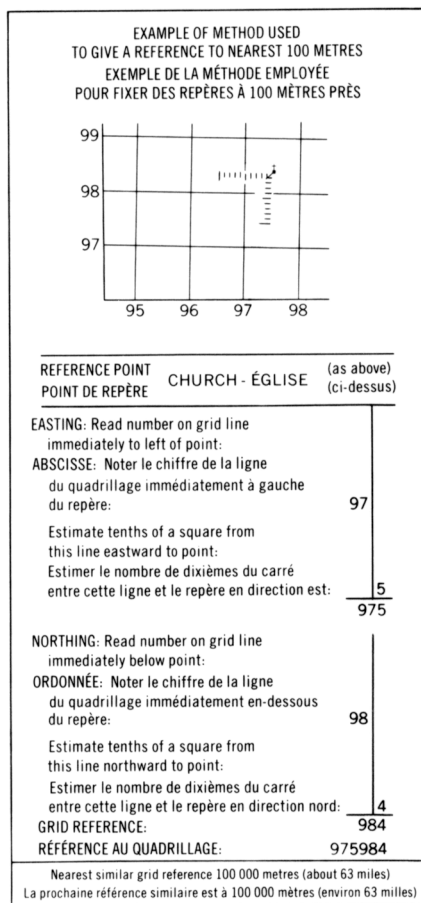 EXAMPLE OF METHOD USED
TO GIVE A REFERENCE TO NEAREST 100 METRES
EXEMPLE DE LA MÉTHODE EMPLOYÉE
POUR FIXER DES REPÈRES À 100 MÈTRES PRÈS
99
98
97
95 96 97 98
REFERENCE POINT
POINT DE REPÈRE
CHURCH - ÉGLISE
(as above)
(ci-dessus)
EASTING: Read number on grid line
immediately to left of point:
ABSCISSE: Noter le chiffre de la ligne
du quadrillage immédiatement à gauche
du repère: 97
Estimate tenths of a square from
this line eastward to point:
Estimer le nombre de dixièmes du carré
entre cette ligne et le repère en direction est: 5
975
NORTHING: Read number on grid line
immediately below point:
ORDONNÉE: Noter le chiffre de la ligne
du quadrillage immédiatement en-dessous
du repère: 98
Estimate tenths of a square from
this line northward to point:
Estimer le nombre de dixièmes du carré
entre cette ligne et le repère en direction nord: 4
GRID REFERENCE: 984
RÉFÉRENCE AU QUADRILLAGE: 975984
Nearest similar grid reference 100 000 metres (about 63 miles)
La prochaine référence similaire est à 100 000 mètres (environ 63 milles)